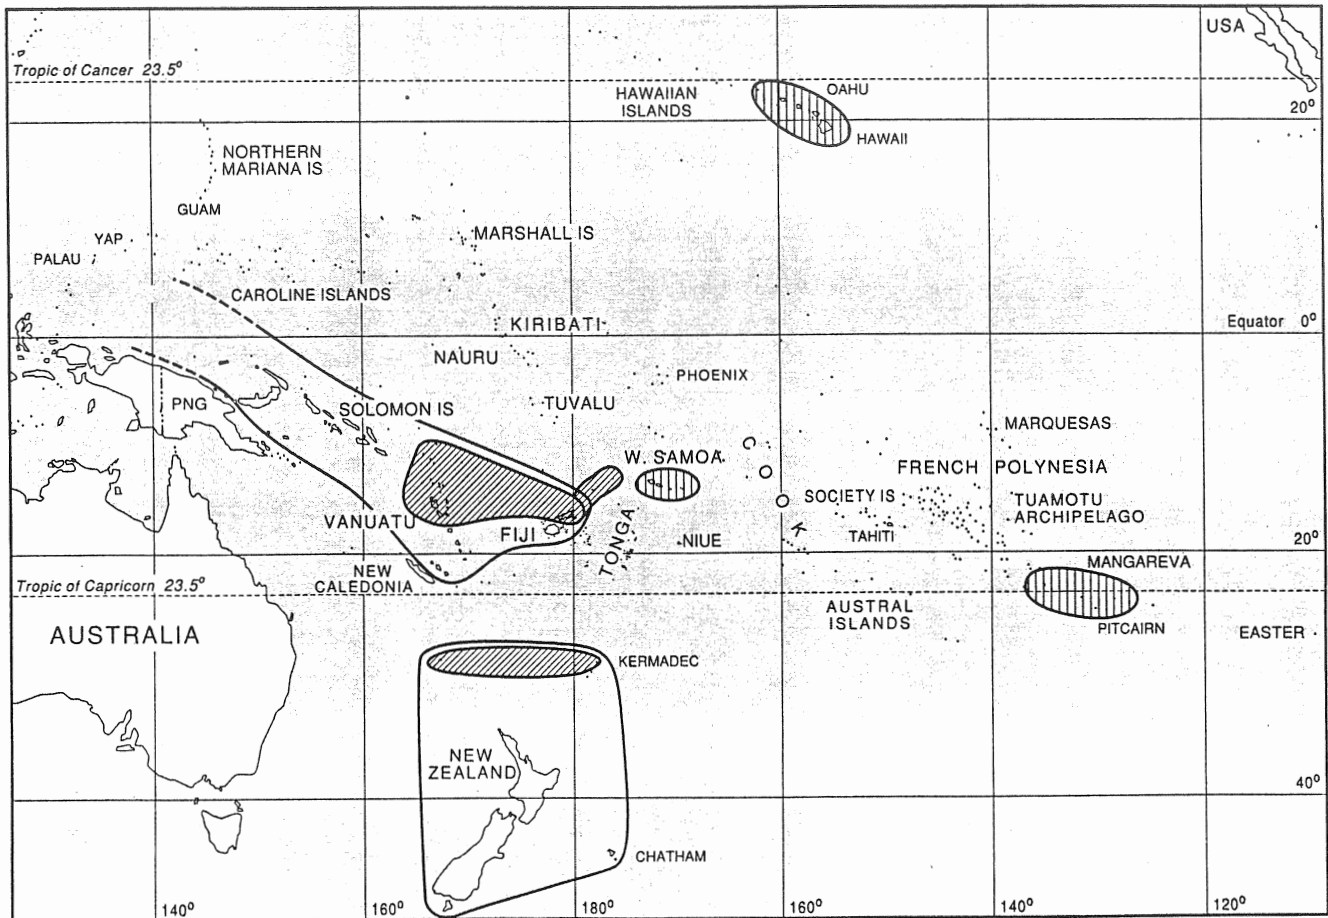 USA
Tropic of Cancer 23.5°
HAWAIIAN
ISLANDS
OAHU
20°
HAWAII
NORTHERN
MARIANA IS
GUAM
YAP
MARSHALL IS
PALAU
CAROLINE ISLANDS
KIRIBATI
Equator 0°
NAURU
PHOENIX
PNG
SOLOMON IS
TUVALU
MARQUESAS
W. SAMOA
FRENCH POLYNESIA
COOK
SOCIETY IS
TUAMOTU
ARCHIPELAGO
VANUATU
FIJI
TONGA
NIUE
TAHITI
20°
NEW
CALEDONIA
MANGAREVA
Tropic of Capricorn 23.5°
AUSTRAL
ISLANDS
PITCAIRN
EASTER
AUSTRALIA
KERMADEC
NEW
ZEALAND
40°
CHATHAM
140°
160°
180°
160°
140°
120°